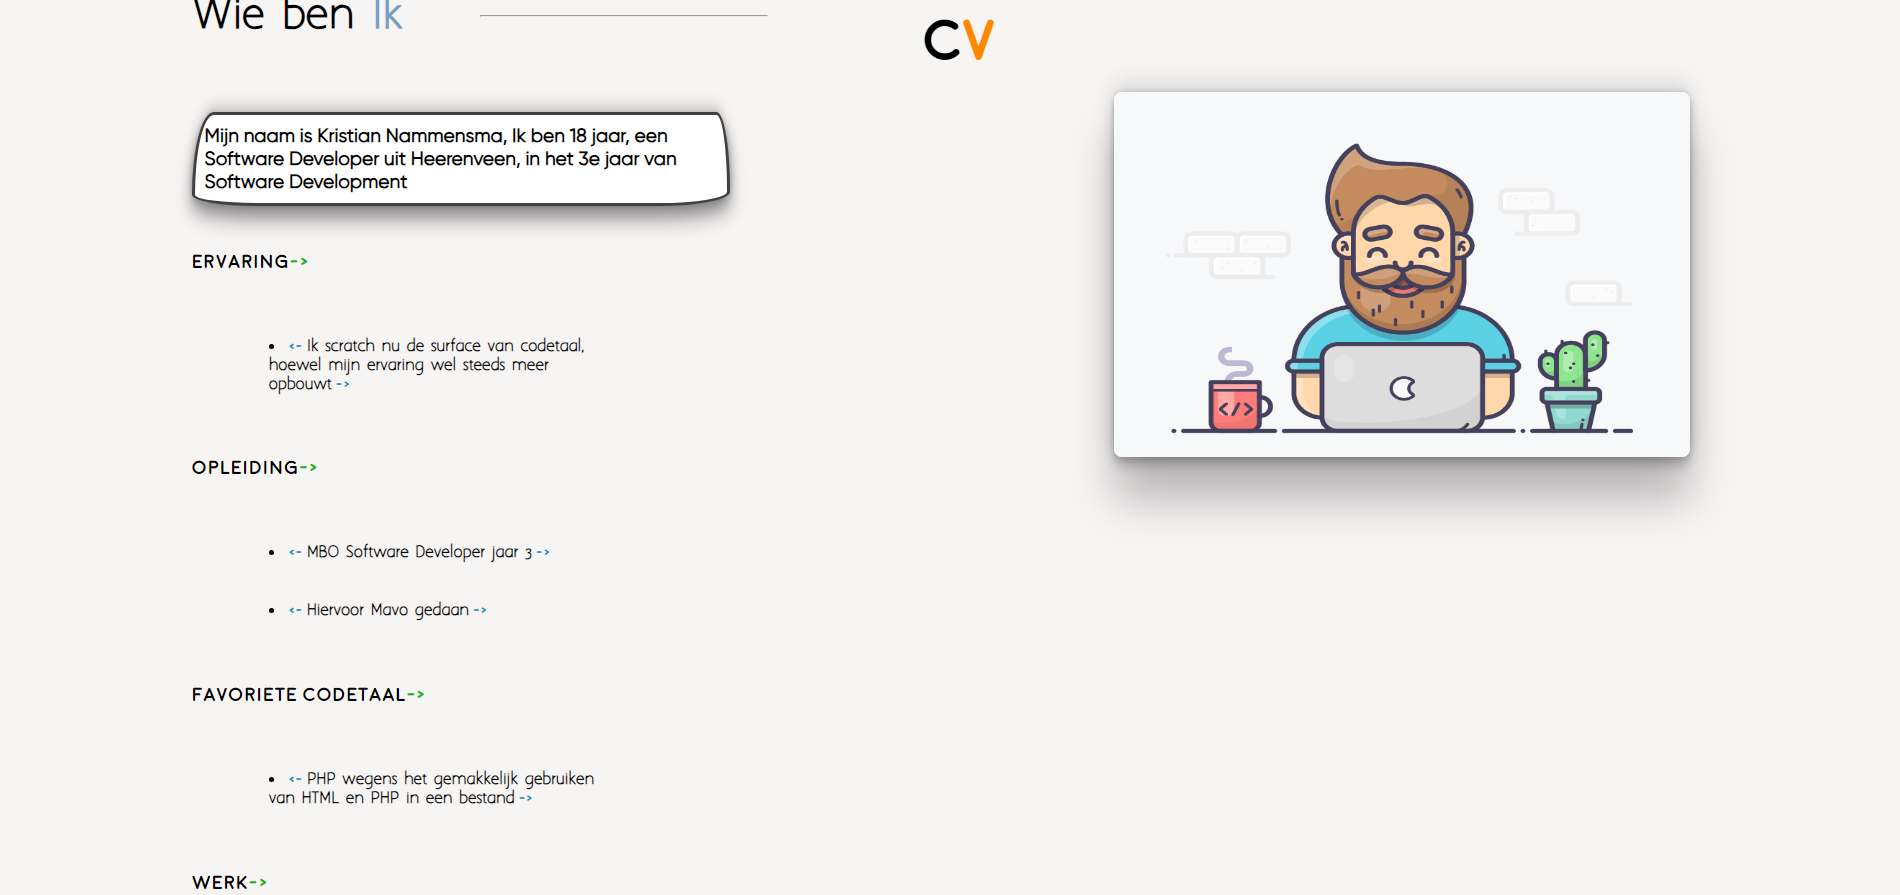 Wie ben Ik
CV
Mijn naam is Kristian Nammensma, Ik ben 18 jaar, een
Software Developer uit Heerenveen, in het 3e jaar van
Software Development
ERVARING->
• <- Ik scratch nu de surface van codetaal,
hoewel mijn ervaring wel steeds meer
opbouwt ->
OPLEIDING->
• <- MBO Software Developer jaar 3 ->
• <- Hiervoor Mavo gedaan ->
FAVORIETE CODETAAL->
• <- PHP wegens het gemakkelijk gebruiken
van HTML en PHP in een bestand ->
WERK->
</>